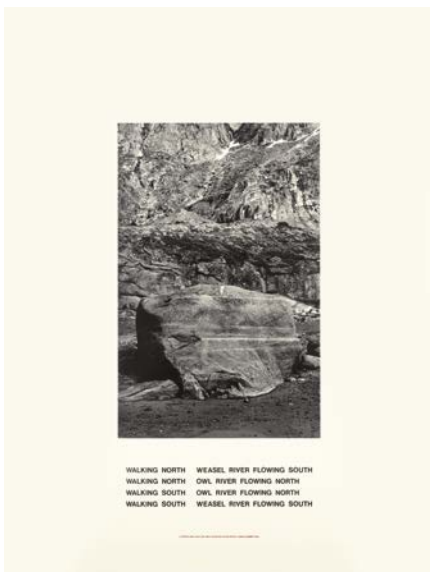 WALKING NORTH WEASEL RIVER FLOWING SOUTH
WALKING NORTH OWL RIVER FLOWING NORTH
WALKING SOUTH OWL RIVER FLOWING NORTH
WALKING SOUTH WEASEL RIVER FLOWING SOUTH